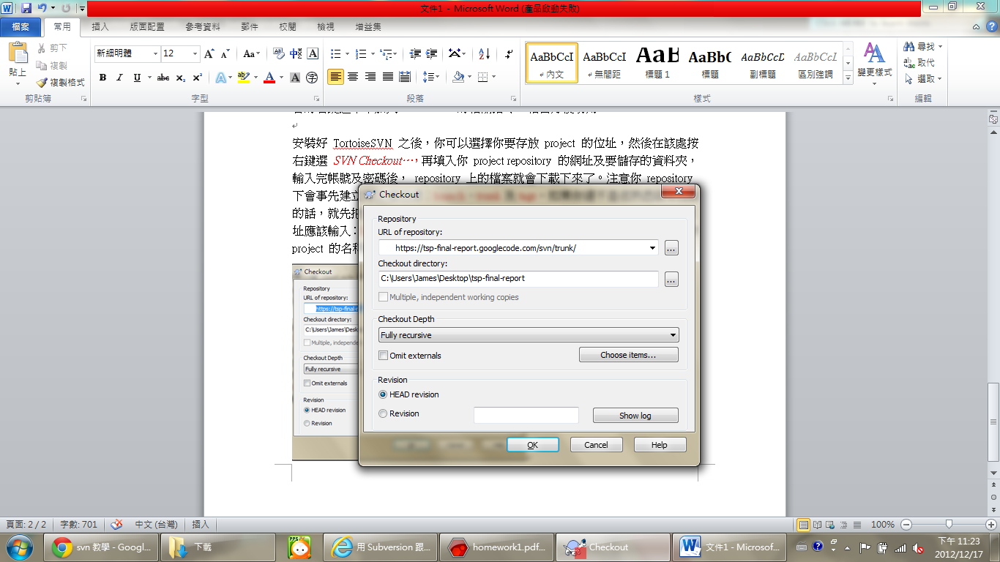 文件1 - Microsoft Word (產品啟動失敗)
檔案 常用 插入 版面配置 參考資料 郵件 校閱 檢視 增益集
貼上
剪下
複製
複製格式
剪貼簿
新細明體 12
字型
段落
AaBbCcI AaBbCcI AaB AaBbC AaBbCcD AaBbCcL
內文 無間距 標題 1 標題 副標題 區別強調
樣式
變更樣式
尋找
取代
選取
編輯
安裝好 TortoiseSVN 之後,你可以選擇你要存放 project 的位址,然後在該處按
右鍵選 SVN Checkout…,再填入你 project repository 的網址及要儲存的資料夾,
輸入完帳號及密碼後, repository 上的檔案就會下載下來了。注意你 repository
下會事先建立
的話,就先把
址應該輸入:
project 的名稱
Checkout
Repository
URL of repository:
https://tsp-final-r
Checkout directory:
C:\Users\James\Desk
Multiple, independe
Checkout Depth
Fully recursive
Omit externals
Revision
HEAD revision
Revision
Checkout
Repository
URL of repository:
https://tsp-final-report.googlecode.com/svn/trunk/
...
Checkout directory:
C:\Users\James\Desktop\tsp-final-report
...
Multiple, independent working copies
Checkout Depth
Fully recursive
Omit externals
Choose items...
Revision
HEAD revision
Revision
Show log
OK Cancel Help
頁面: 2 / 2 字數: 701 中文 (台灣) 插入 100%
svn 教學 - Googl... 下載 PPS 用 Subversion 跟... homework1.pdf... Checkout 文件1 - Microsof...
下午 11:23
2012/12/17